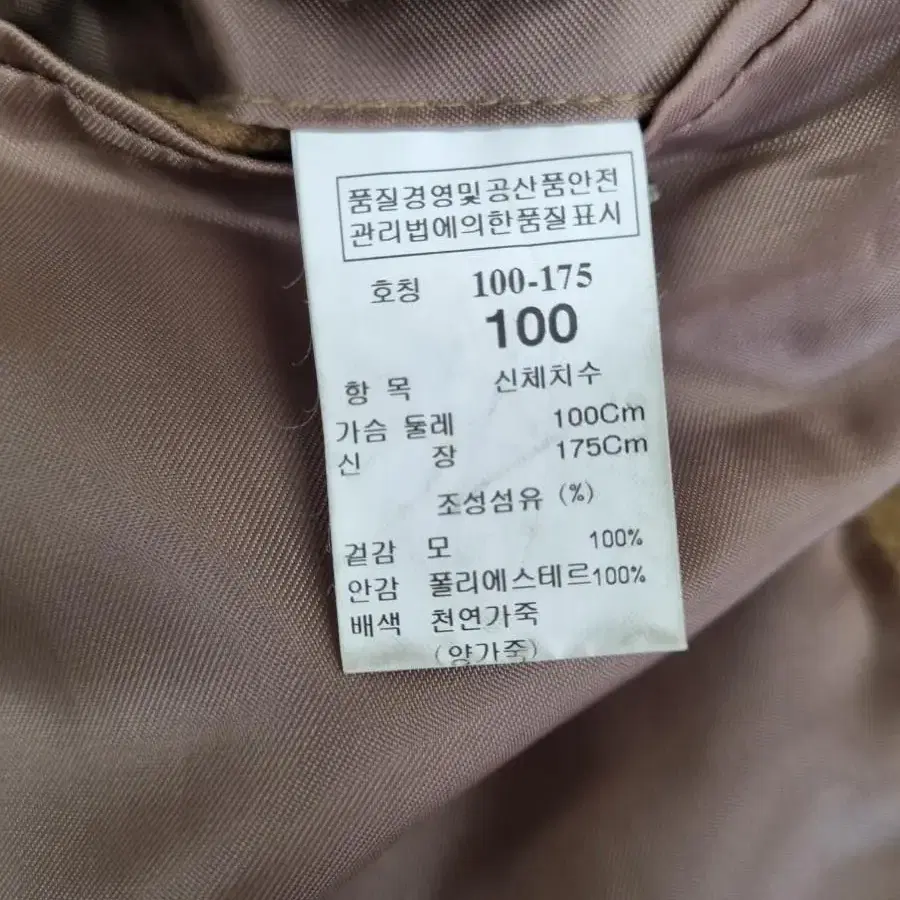 품질경영및공산품안전
관리법에의한품질표시
호칭 100-175
100
항 목 신체치수
가슴 둘레 100Cm
신 장 175Cm
조성섬유 (%)
겉감 모 100%
안감 폴리에스테르100%
배색 천연가죽
(양가죽)